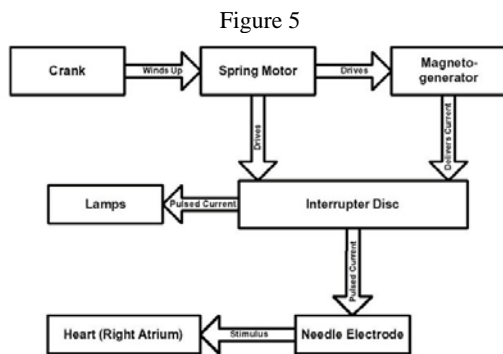 Figure 5
Crank
Winds Up
Spring Motor
Drives
Magneto-
generator
Drives
Delivers Current
Lamps
Pulsed Current
Interrupter Disc
Pulsed Current
Heart (Right Atrium)
Stimulus
Needle Electrode